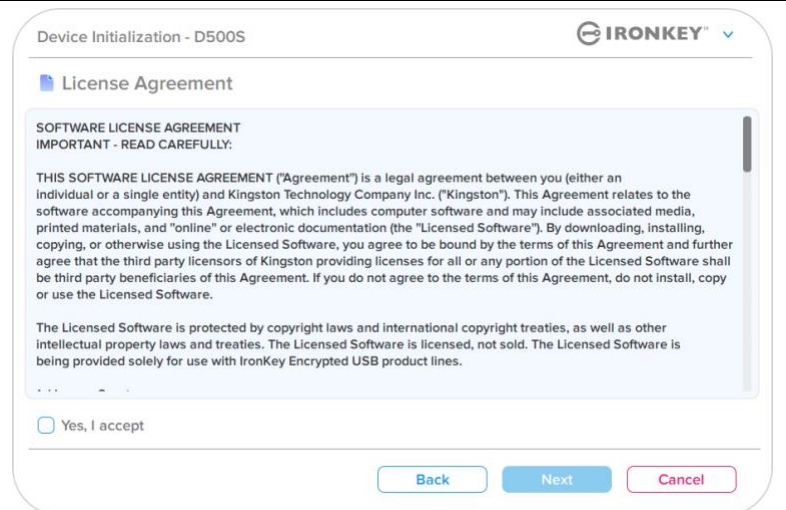 Device Initialization - D500S
IRONKEY™
License Agreement
SOFTWARE LICENSE AGREEMENT
IMPORTANT - READ CAREFULLY:
THIS SOFTWARE LICENSE AGREEMENT ("Agreement") is a legal agreement between you (either an
individual or a single entity) and Kingston Technology Company Inc. ("Kingston"). This Agreement relates to the
software accompanying this Agreement, which includes computer software and may include associated media,
printed materials, and "online" or electronic documentation (the "Licensed Software"). By downloading, installing,
copying, or otherwise using the Licensed Software, you agree to be bound by the terms of this Agreement and further
agree that the third party licensors of Kingston providing licenses for all or any portion of the Licensed Software shall
be third party beneficiaries of this Agreement. If you do not agree to the terms of this Agreement, do not install, copy
or use the Licensed Software.
The Licensed Software is protected by copyright laws and international copyright treaties, as well as other
intellectual property laws and treaties. The Licensed Software is licensed, not sold. The Licensed Software is
being provided solely for use with IronKey Encrypted USB product lines.
Yes, I accept
Back
Next
Cancel